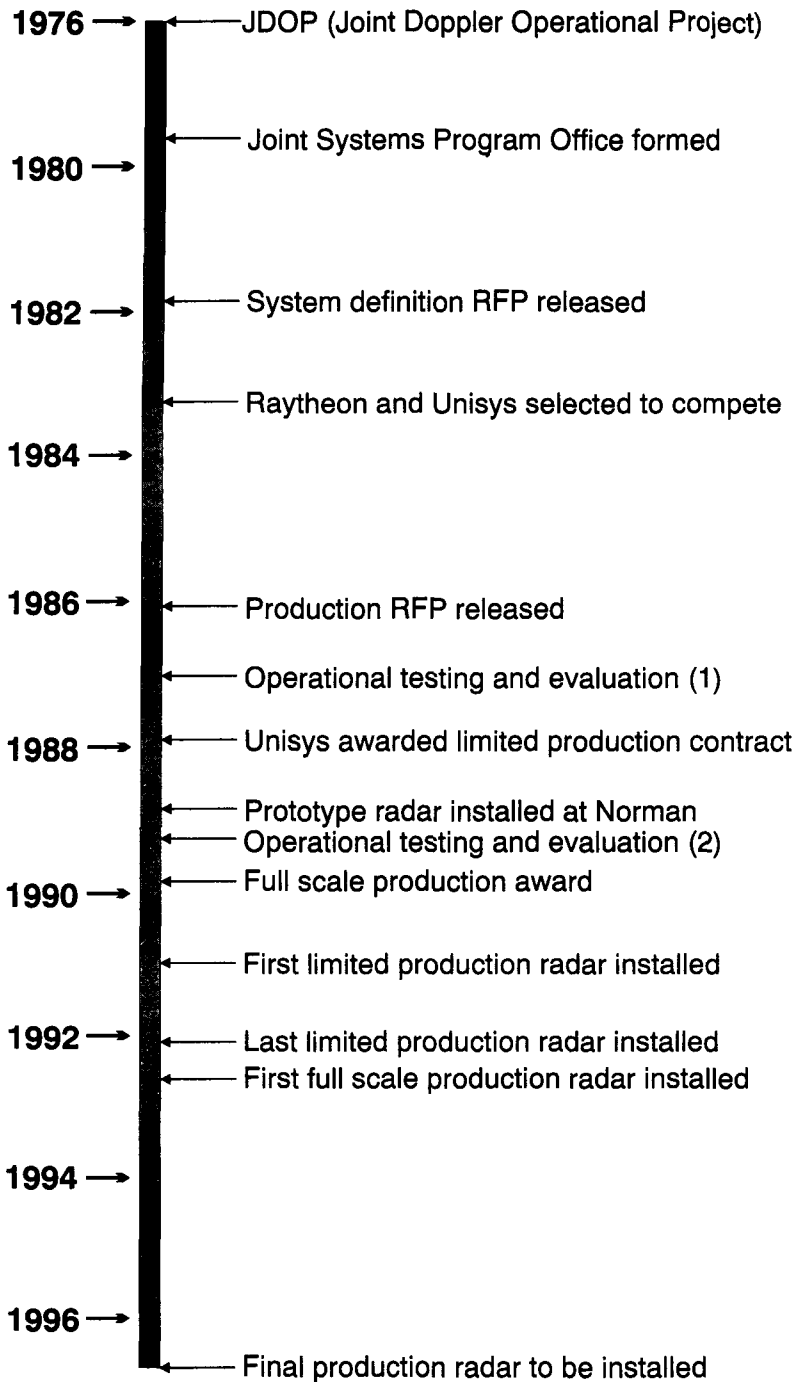 1976 JDOP (Joint Doppler Operational Project)
Joint Systems Program Office formed
1980
System definition RFP released
1982
Raytheon and Unisys selected to compete
1984
1986
Production RFP released
Operational testing and evaluation (1)
Unisys awarded limited production contract
1988
Prototype radar installed at Norman
Operational testing and evaluation (2)
Full scale production award
1990
First limited production radar installed
1992
Last limited production radar installed
First full scale production radar installed
1994
1996
Final production radar to be installed